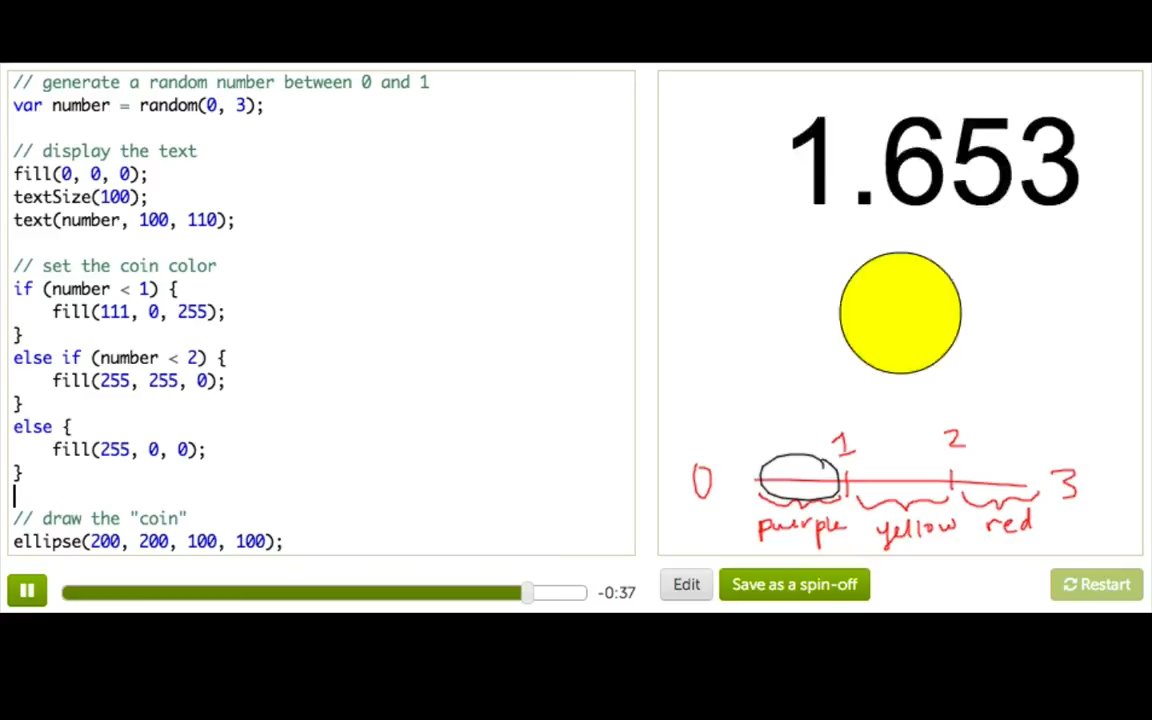 // generate a random number between 0 and 1
var number = random(0, 3);
// display the text
fill(0, 0, 0);
textSize(100);
text(number, 100, 110);
// set the coin color
if (number < 1) {
fill(111, 0, 255);
}
else if (number < 2) {
fill(255, 255, 0);
}
else {
fill(255, 0, 0);
}
// draw the "coin"
ellipse(200, 200, 100, 100);
-0:37
1.653
1 2
0 3
purple yellow red
Edit Save as a spin-off Restart